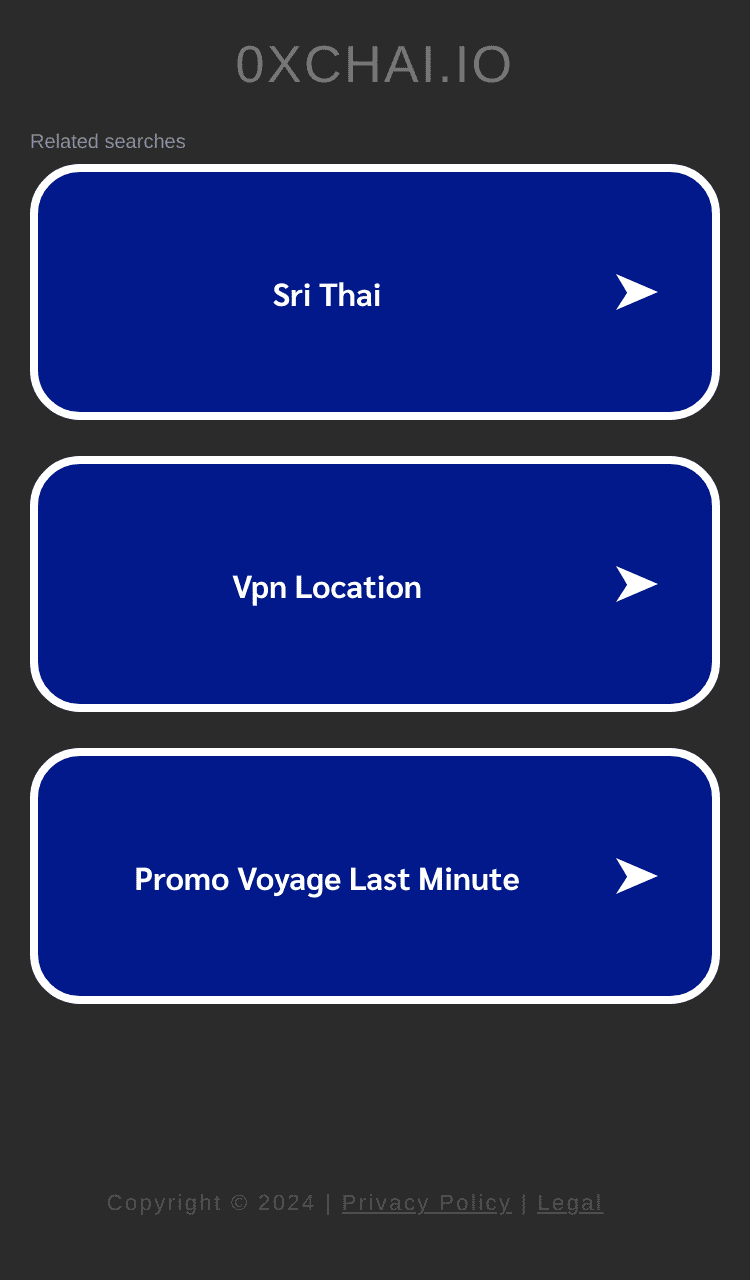 0XCHAI.IO
Related searches
Sri Thai
Vpn Location
Promo Voyage Last Minute
Copyright © 2024 | Privacy Policy | Legal